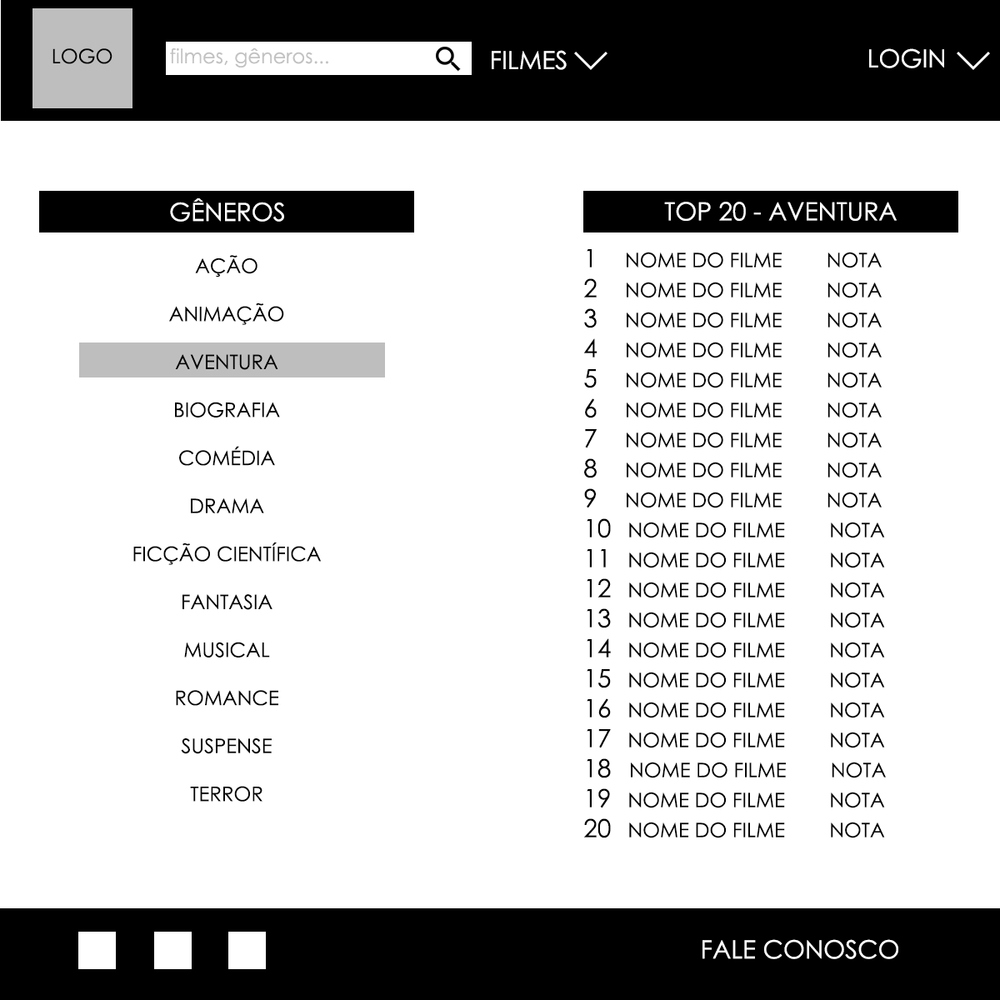 LOGO
filmes, gêneros...
FILMES
LOGIN
GÊNEROS
AÇÃO
ANIMAÇÃO
AVENTURA
BIOGRAFIA
COMÉDIA
DRAMA
FICÇÃO CIENTÍFICA
FANTASIA
MUSICAL
ROMANCE
SUSPENSE
TERROR
TOP 20 - AVENTURA
1 NOME DO FILME NOTA
2 NOME DO FILME NOTA
3 NOME DO FILME NOTA
4 NOME DO FILME NOTA
5 NOME DO FILME NOTA
6 NOME DO FILME NOTA
7 NOME DO FILME NOTA
8 NOME DO FILME NOTA
9 NOME DO FILME NOTA
10 NOME DO FILME NOTA
11 NOME DO FILME NOTA
12 NOME DO FILME NOTA
13 NOME DO FILME NOTA
14 NOME DO FILME NOTA
15 NOME DO FILME NOTA
16 NOME DO FILME NOTA
17 NOME DO FILME NOTA
18 NOME DO FILME NOTA
19 NOME DO FILME NOTA
20 NOME DO FILME NOTA
FALE CONOSCO